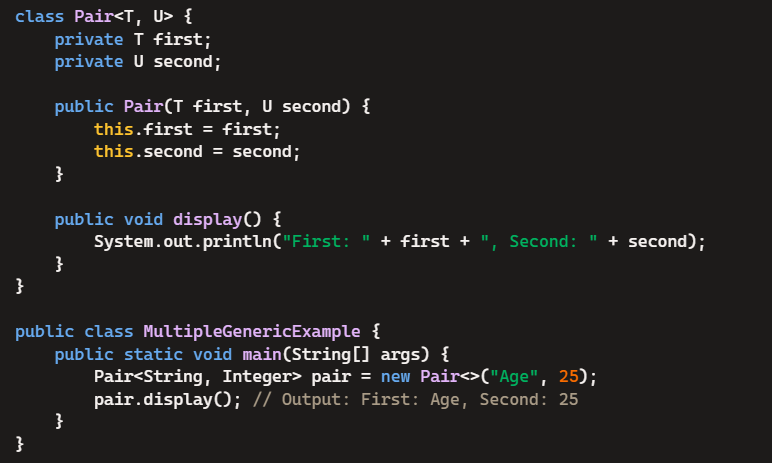 class Pair<T, U> {
    private T first;
    private U second;

    public Pair(T first, U second) {
        this.first = first;
        this.second = second;
    }

    public void display() {
        System.out.println("First: " + first + ", Second: " + second);
    }
}

public class MultipleGenericExample {
    public static void main(String[] args) {
        Pair<String, Integer> pair = new Pair<>("Age", 25);
        pair.display(); // Output: First: Age, Second: 25
    }
}